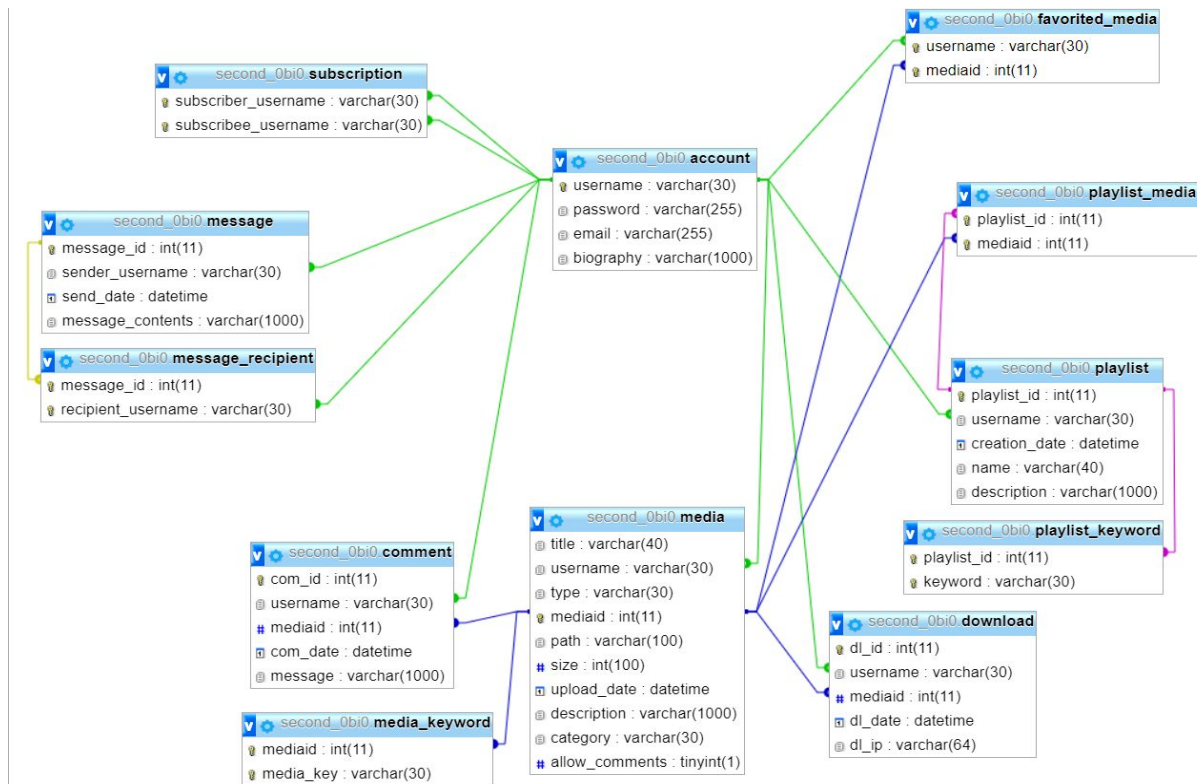 second_0bi0 favorited_media
username : varchar(30)
mediaid : int(11)
second_0bi0 subscription
subscriber_username : varchar(30)
subscribee_username : varchar(30)
second_0bi0 account
username : varchar(30)
password : varchar(255)
email : varchar(255)
biography : varchar(1000)
second_0bi0 playlist_media
playlist_id : int(11)
mediaid : int(11)
second_0bi0 message
message_id : int(11)
sender_username : varchar(30)
send_date : datetime
message_contents : varchar(1000)
second_0bi0 message_recipient
message_id : int(11)
recipient_username : varchar(30)
second_0bi0 playlist
playlist_id : int(11)
username : varchar(30)
creation_date : datetime
name : varchar(40)
description : varchar(1000)
second_0bi0 playlist_keyword
playlist_id : int(11)
keyword : varchar(30)
second_0bi0 media
title : varchar(40)
username : varchar(30)
type : varchar(30)
mediaid : int(11)
path : varchar(100)
# size : int(100)
upload_date : datetime
description : varchar(1000)
category : varchar(30)
# allow_comments : tinyint(1)
second_0bi0 comment
com_id : int(11)
username : varchar(30)
# mediaid : int(11)
com_date : datetime
message : varchar(1000)
second_0bi0 download
dl_id : int(11)
username : varchar(30)
# mediaid : int(11)
dl_date : datetime
dl_ip : varchar(64)
second_0bi0 media_keyword
mediaid : int(11)
media_key : varchar(30)